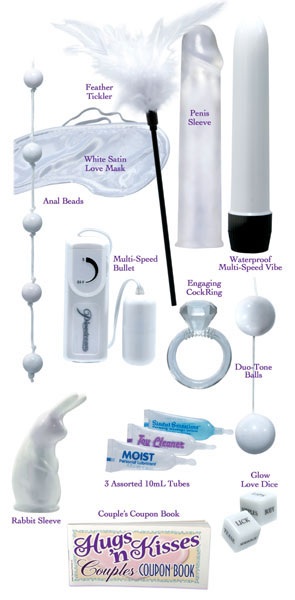 Feather
Tickler
Penis
Sleeve
White Satin
Love Mask
Anal Beads
Waterproof
Multi-Speed Vibe
Multi-Speed
Bullet
Engaging
CockRing
Duo-Tone
Balls
Toy Cleaner
MOIST
Personal Lubricant
3 Assorted 10mL Tubes
Glow
Love Dice
LICK
Rabbit Sleeve
Couple's Coupon Book
Hugs
'n Kisses
Couples COUPON BOOK